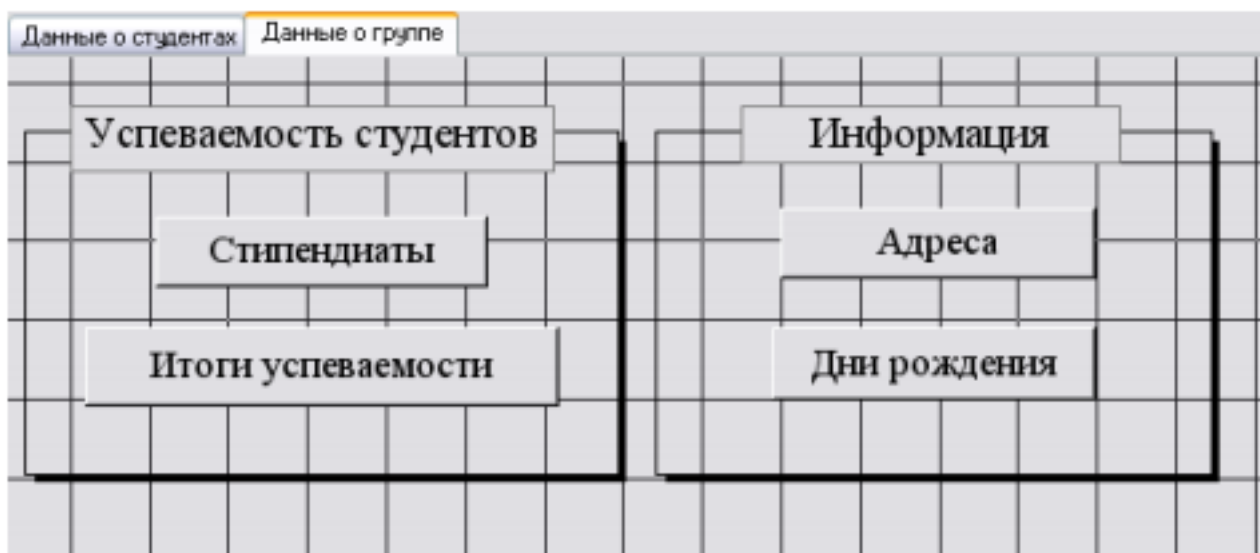 Данные о студентах
Данные о группе
Успеваемость студентов
Стипендиаты
Итоги успеваемости
Информация
Адреса
Дни рождения